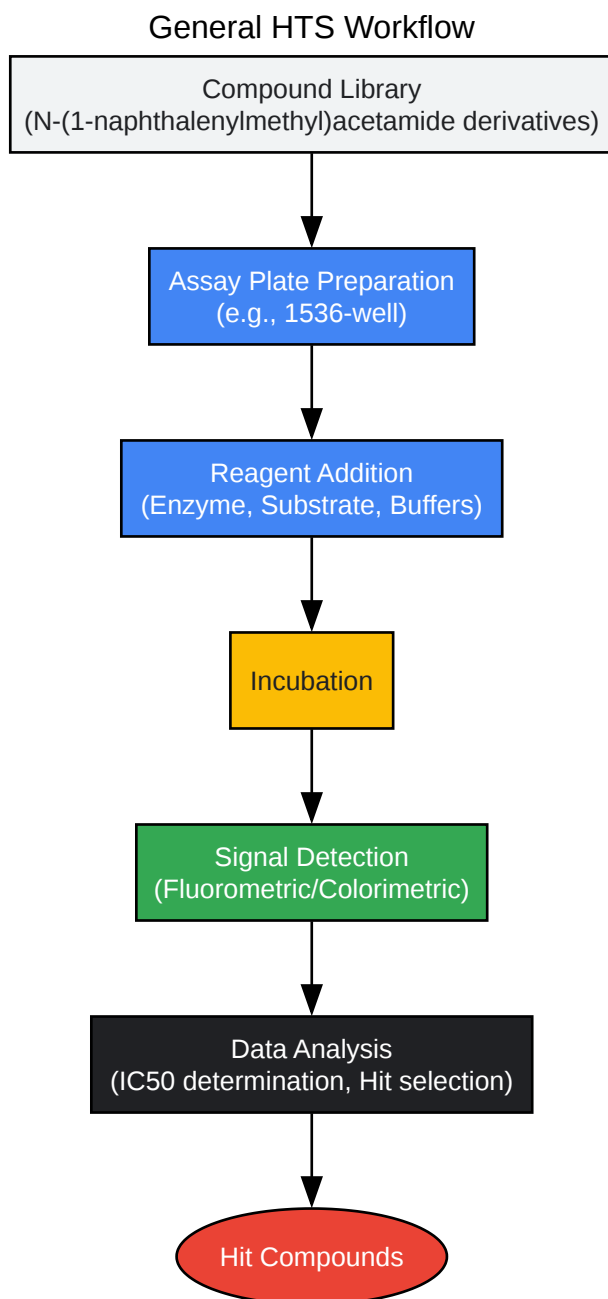 General HTS Workflow
Compound Library
(N-(1-naphthalenylmethyl)acetamide derivatives)
Assay Plate Preparation
(e.g., 1536-well)
Reagent Addition
(Enzyme, Substrate, Buffers)
Incubation
Signal Detection
(Fluorometric/Colorimetric)
Data Analysis
(IC50 determination, Hit selection)
Hit Compounds